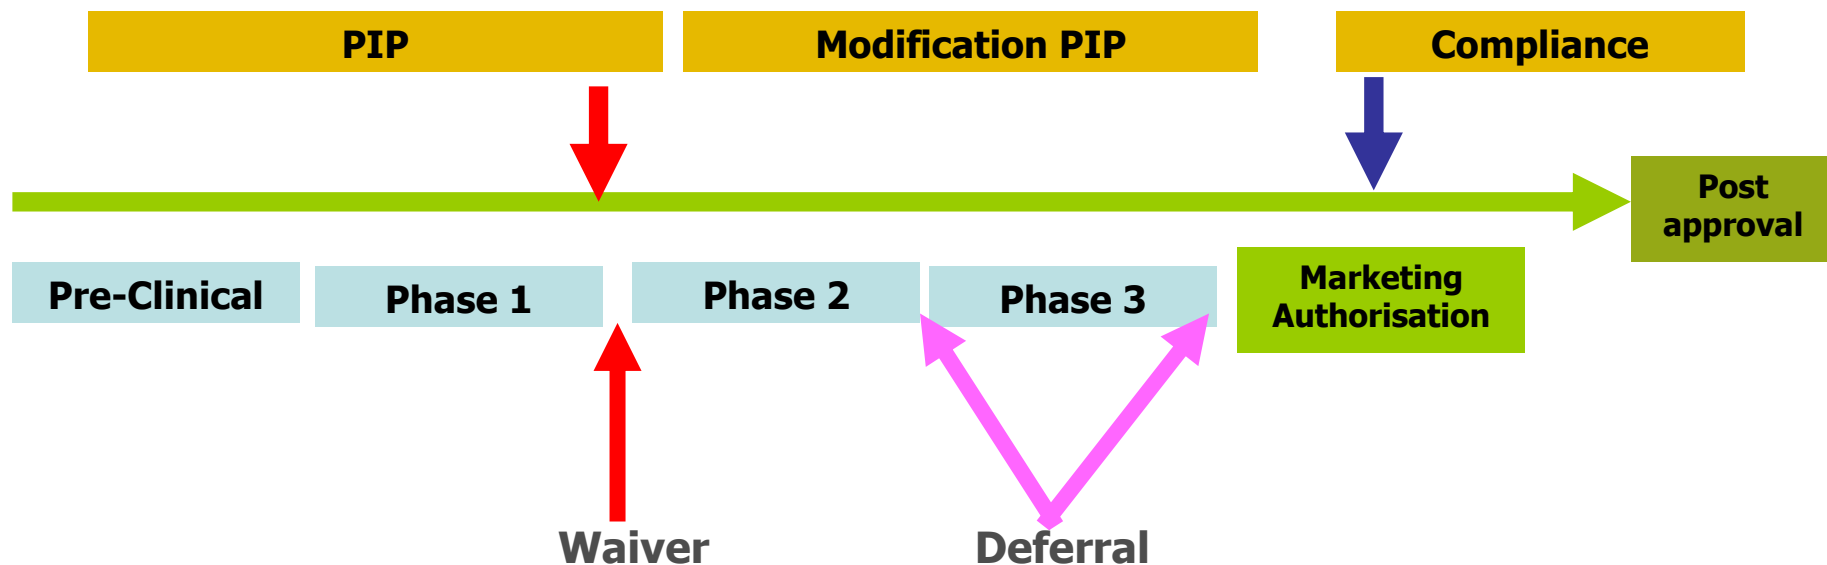 PIP
Modification PIP
Compliance
Post
approval
Pre-Clinical
Phase 1
Phase 2
Phase 3
Marketing
Authorisation
Waiver
Deferral